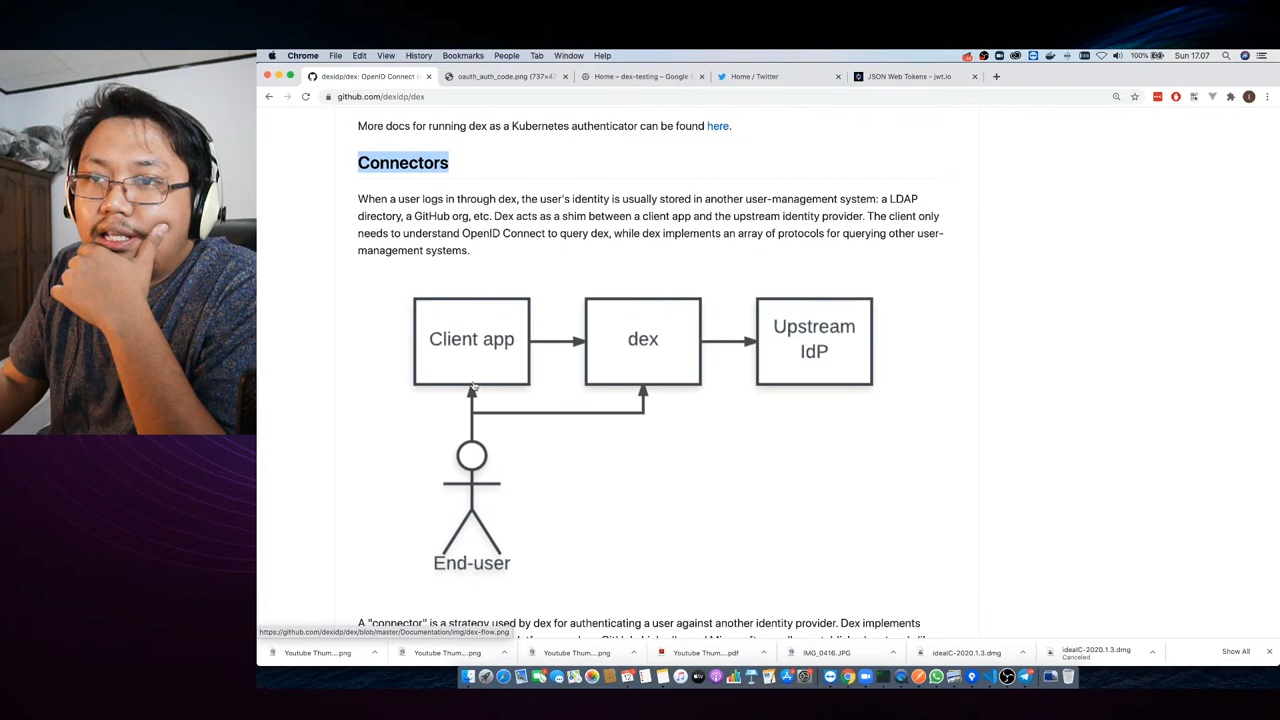 Chrome File Edit View History Bookmarks People Tab Window Help
100% Sun 17.07
dexidp/dex: OpenID Connect
oauth_auth_code.png (737×47
Home – dex-testing – Google
Home / Twitter
JSON Web Tokens - jwt.io
github.com/dexidp/dex
More docs for running dex as a Kubernetes authenticator can be found here.
Connectors
When a user logs in through dex, the user's identity is usually stored in another user-management system: a LDAP
directory, a GitHub org, etc. Dex acts as a shim between a client app and the upstream identity provider. The client only
needs to understand OpenID Connect to query dex, while dex implements an array of protocols for querying other user-
management systems.
Client app
dex
Upstream
IdP
End-user
A "connector" is a strategy used by dex for authenticating a user against another identity provider. Dex implements
https://github.com/dexidp/dex/blob/master/Documentation/img/dex-flow.png
Youtube Thum....png
Youtube Thum....png
Youtube Thum....png
Youtube Thum....pdf
IMG_0416.JPG
ideaIC-2020.1.3.dmg
ideaIC-2020.1.3.dmg
Canceled
Show All